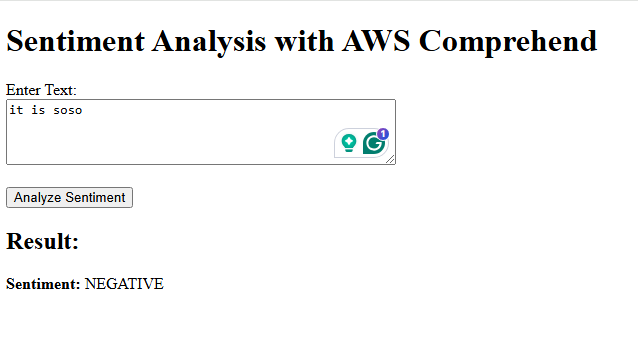 Sentiment Analysis with AWS Comprehend
Enter Text:
it is soso
1
Analyze Sentiment
Result:
Sentiment: NEGATIVE